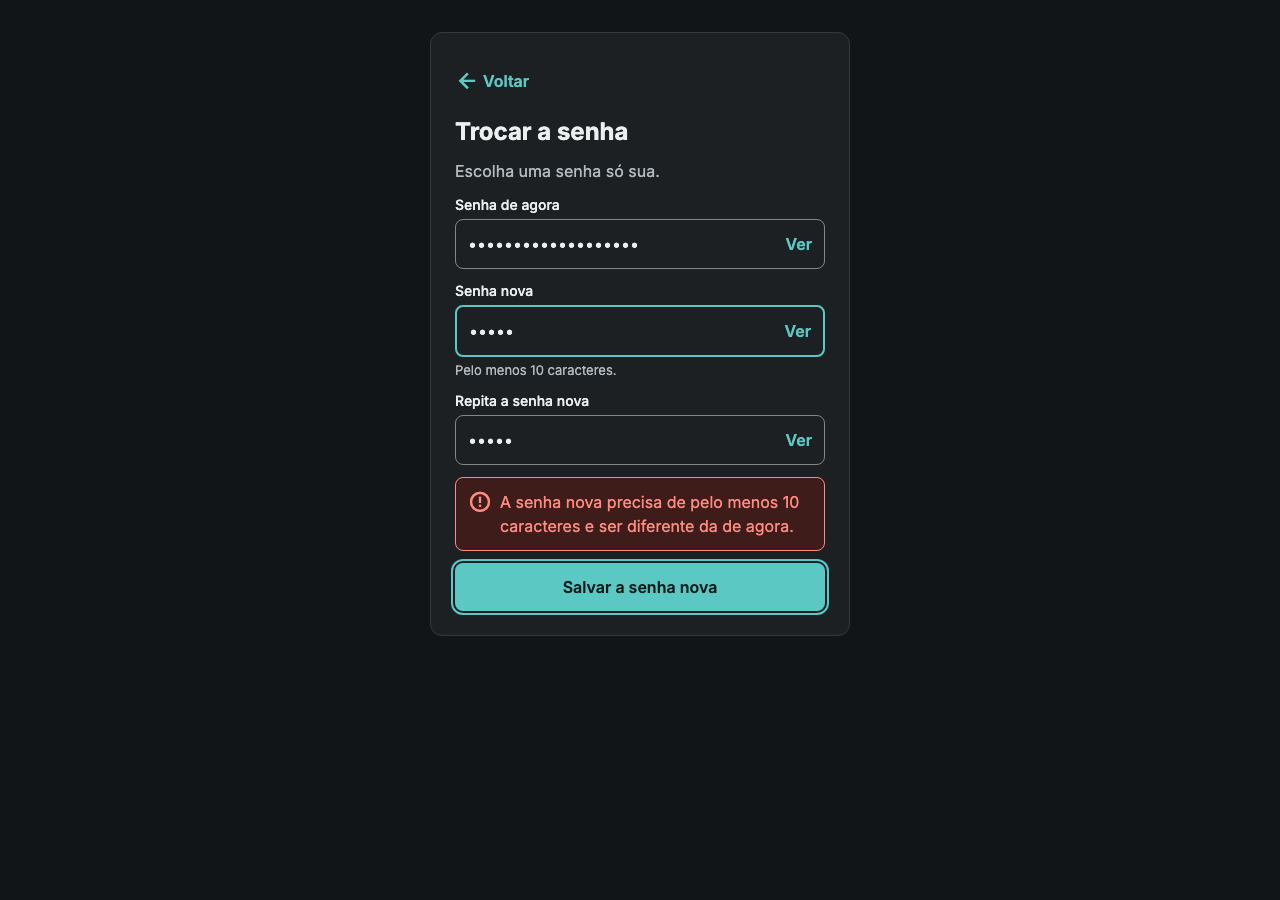 Voltar
Trocar a senha
Escolha uma senha só sua.
Senha de agora
••••••••••••••••••• Ver
Senha nova
••••• Ver
Pelo menos 10 caracteres.
Repita a senha nova
••••• Ver
A senha nova precisa de pelo menos 10
caracteres e ser diferente da de agora.
Salvar a senha nova